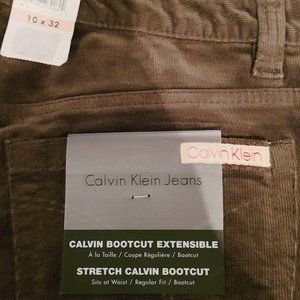 10 x 32
Calvin Klein
Calvin Klein Jeans
CALVIN BOOTCUT EXTENSIBLE
À la Taille / Coupe Régulière / Bootcut
STRETCH CALVIN BOOTCUT
Sits at Waist / Regular Fit / Bootcut